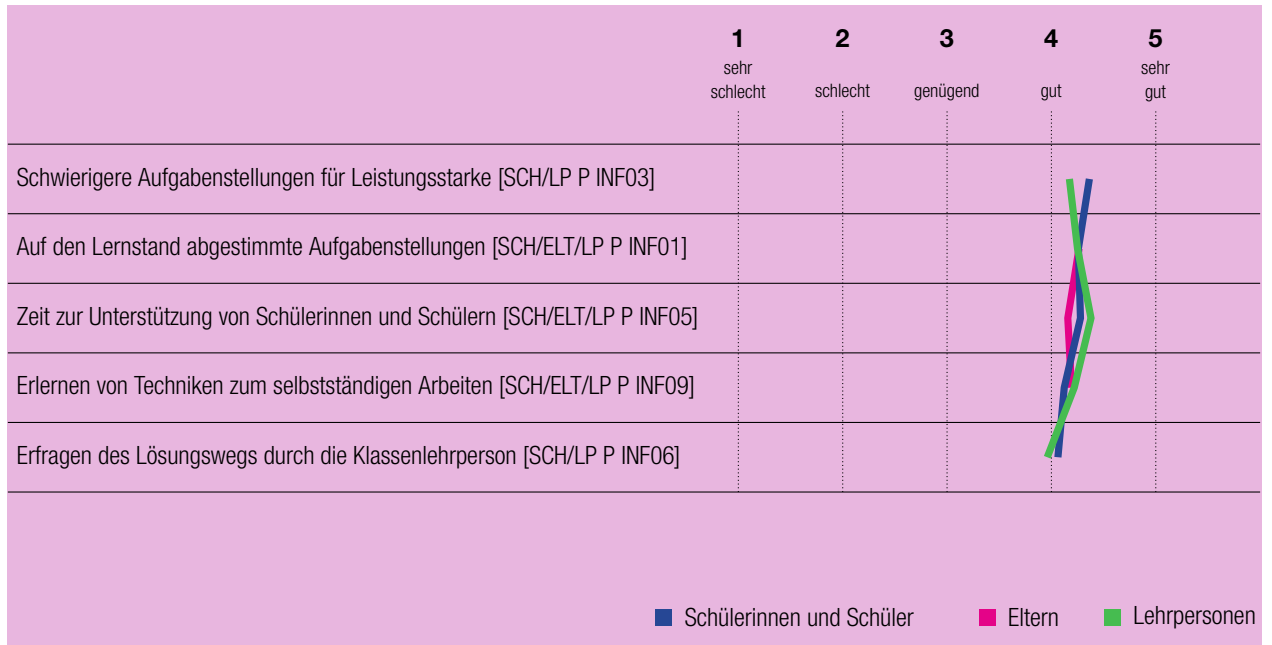 1 2 3 4 5
sehr schlecht schlecht genügend gut sehr gut
Schwierigere Aufgabenstellungen für Leistungsstarke [SCH/LP P INF03]
Auf den Lernstand abgestimmte Aufgabenstellungen [SCH/ELT/LP P INF01]
Zeit zur Unterstützung von Schülerinnen und Schülern [SCH/ELT/LP P INF05]
Erlernen von Techniken zum selbstständigen Arbeiten [SCH/ELT/LP P INF09]
Erfragen des Lösungswegs durch die Klassenlehrperson [SCH/LP P INF06]
Schülerinnen und Schüler Eltern Lehrpersonen